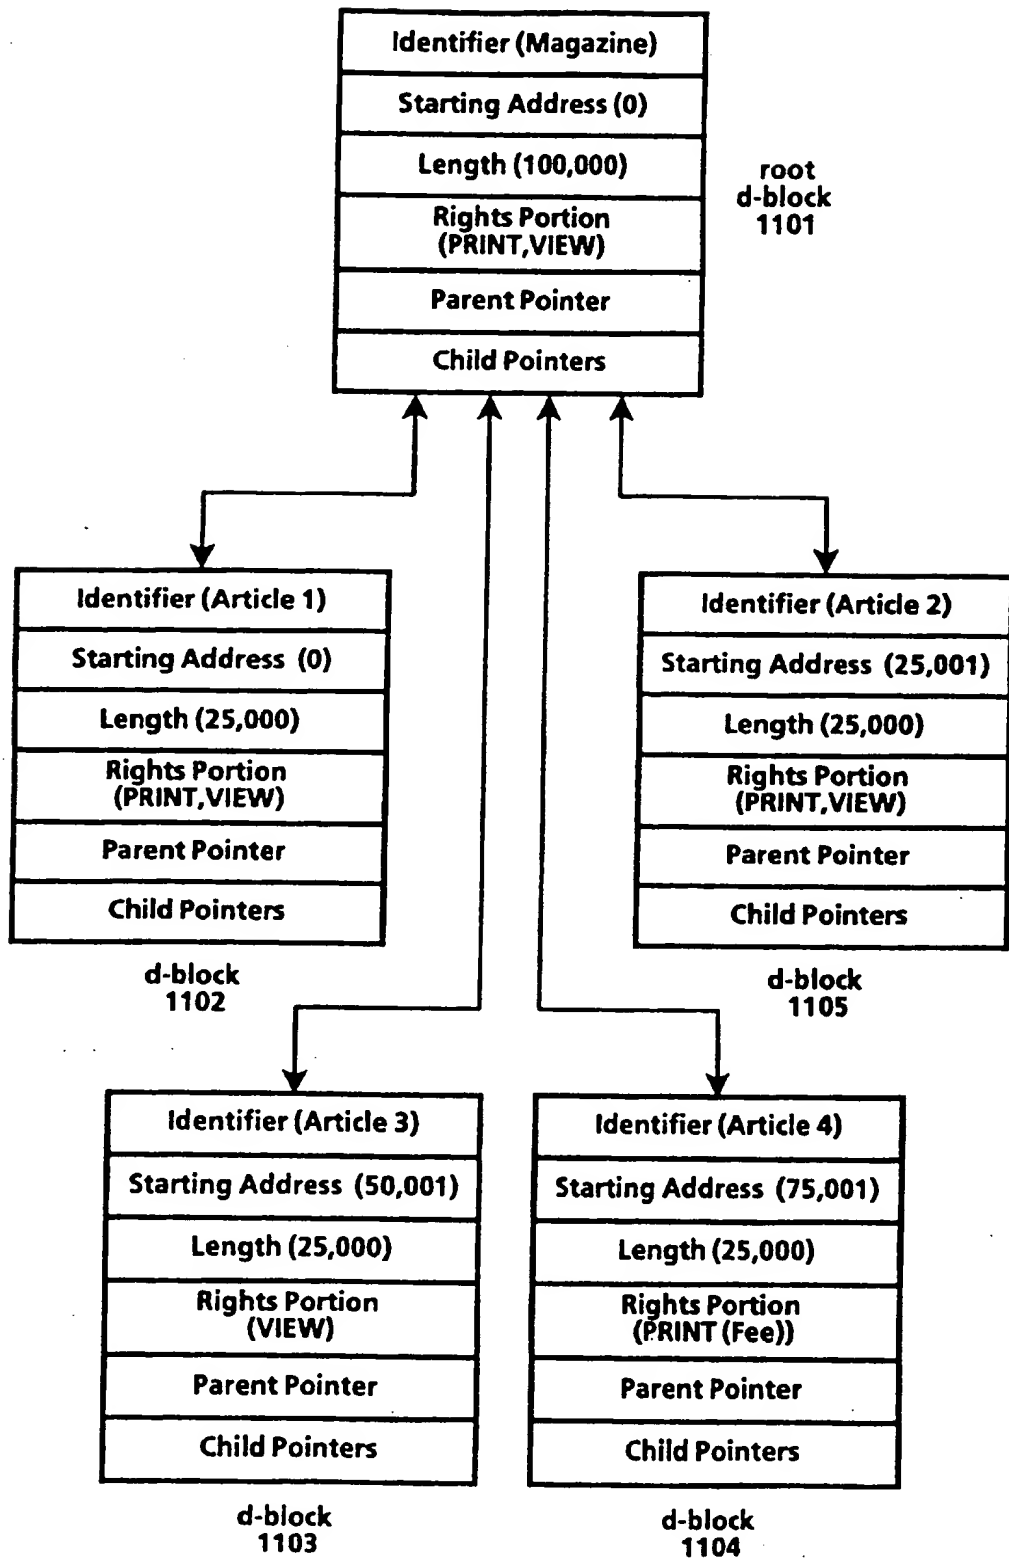 Identifier (Magazine)
Starting Address (0)
Length (100,000)
Rights Portion
(PRINT,VIEW)
Parent Pointer
Child Pointers
root
d-block
1101
Identifier (Article 1)
Starting Address (0)
Length (25,000)
Rights Portion
(PRINT,VIEW)
Parent Pointer
Child Pointers
d-block
1102
Identifier (Article 2)
Starting Address (25,001)
Length (25,000)
Rights Portion
(PRINT,VIEW)
Parent Pointer
Child Pointers
d-block
1105
Identifier (Article 3)
Starting Address (50,001)
Length (25,000)
Rights Portion
(VIEW)
Parent Pointer
Child Pointers
d-block
1103
Identifier (Article 4)
Starting Address (75,001)
Length (25,000)
Rights Portion
(PRINT (Fee))
Parent Pointer
Child Pointers
d-block
1104